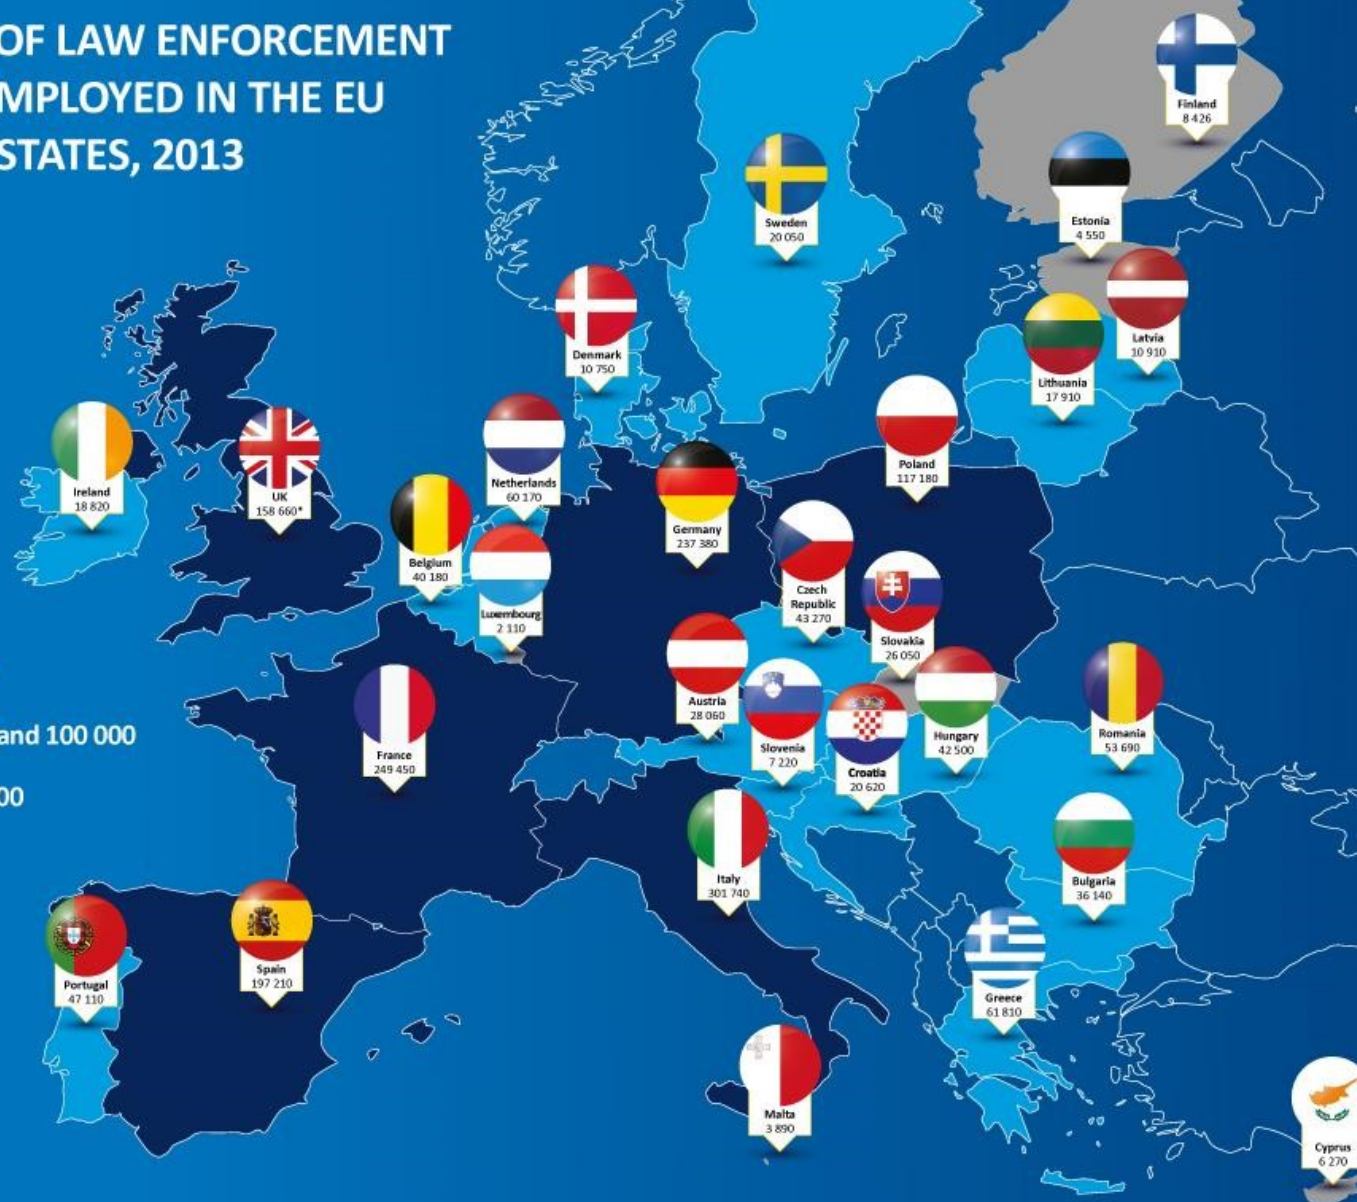 OF LAW ENFORCEMENT
MPLOYED IN THE EU
STATES, 2013
Finland
8 426
Estonia
4 550
Sweden
20 050
Latvia
10 910
Denmark
10 750
Lithuania
17 910
Poland
117 180
Ireland
18 820
UK
158 660*
Netherlands
60 170
Germany
237 380
Belgium
40 180
Czech
Republic
43 270
Luxembourg
2 110
Slovakia
26 050
Austria
28 060
Slovenia
7 220
Croatia
20 620
Hungary
42 500
Romania
53 690
and 100 000
00
France
249 450
Italy
301 740
Bulgaria
36 140
Portugal
47 110
Spain
197 210
Greece
61 810
Malta
3 890
Cyprus
6 270